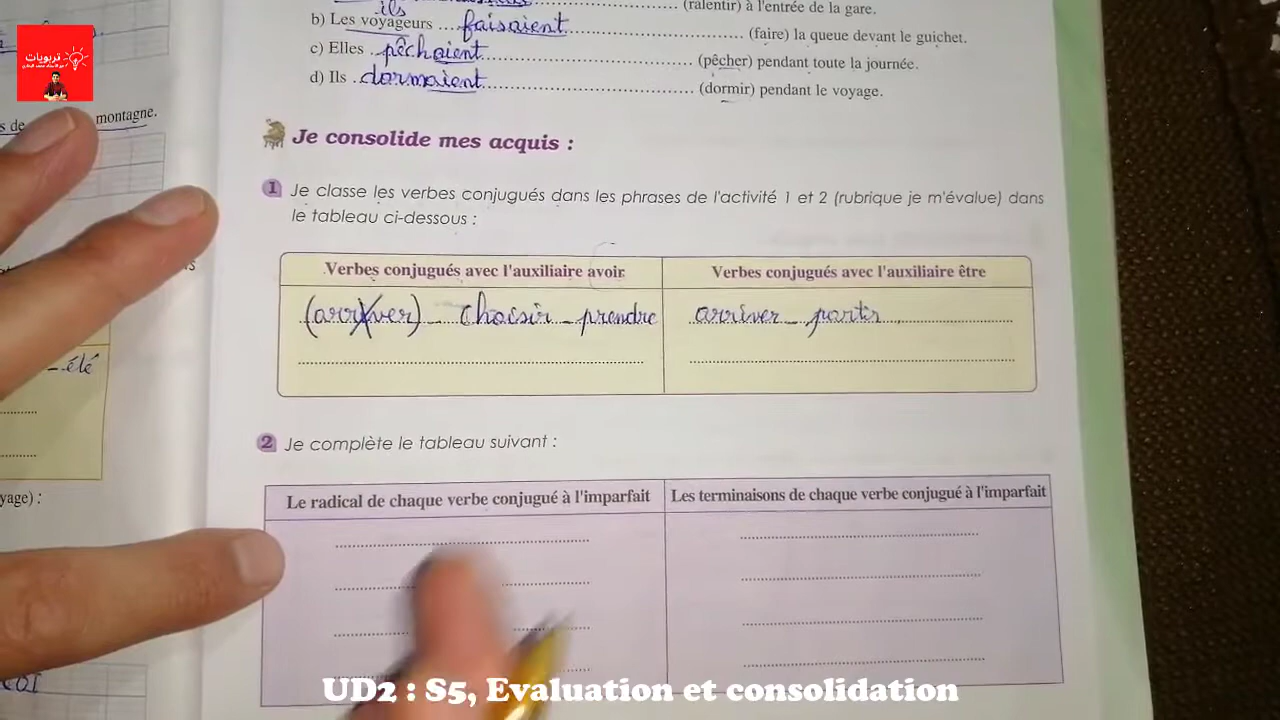 (ralentir) à l'entrée de la gare.
ils
b) Les voyageurs .... faisaient ........ (faire) la queue devant le guichet.
c) Elles .. pêchaient ........ (pêcher) pendant toute la journée.
d) Ils .. dormaient ........ (dormir) pendant le voyage.
تربويات
s de montagne.
Je consolide mes acquis :
1 Je classe les verbes conjugués dans les phrases de l'activité 1 et 2 (rubrique je m'évalue) dans
le tableau ci-dessous :
Verbes conjugués avec l'auxiliaire avoir
Verbes conjugués avec l'auxiliaire être
(arriver) - choisir - prendre
arriver - partir
- été
2 Je complète le tableau suivant :
yage) :
Le radical de chaque verbe conjugué à l'imparfait
Les terminaisons de chaque verbe conjugué à l'imparfait
UD2 : S5, Evaluation et consolidation